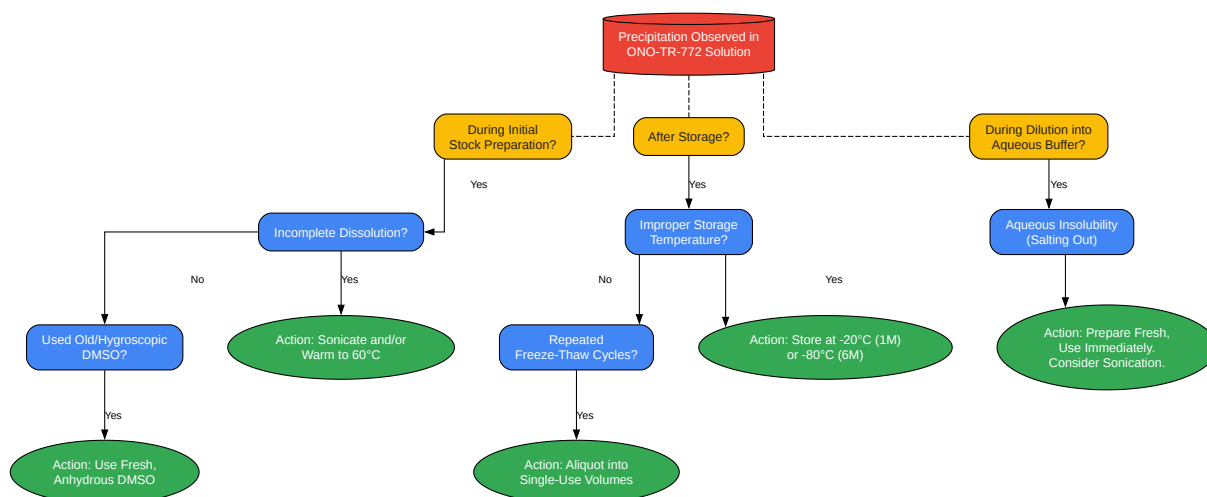 Precipitation Observed in
ONO-TR-772 Solution
During Initial
Stock Preparation?
After Storage?
During Dilution into
Aqueous Buffer?
Yes
Yes
Yes
Incomplete Dissolution?
Improper Storage
Temperature?
Aqueous Insolubility
(Salting Out)
No
Yes
No
Yes
Used Old/Hygroscopic
DMSO?
Action: Sonicate and/or
Warm to 60°C
Repeated
Freeze-Thaw Cycles?
Action: Store at -20°C (1M)
or -80°C (6M)
Action: Prepare Fresh,
Use Immediately.
Consider Sonication.
Yes
Yes
Action: Use Fresh,
Anhydrous DMSO
Action: Aliquot into
Single-Use Volumes